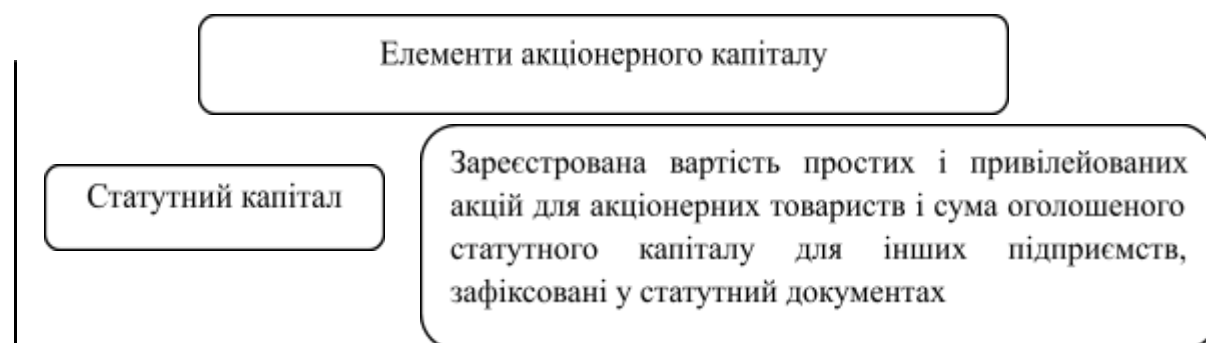 Елементи акціонерного капіталу
Статутний капітал
Зареєстрована вартість простих і привілейованих
акцій для акціонерних товариств і сума оголошеного
статутного капіталу для інших підприємств,
зафіксовані у статутний документах